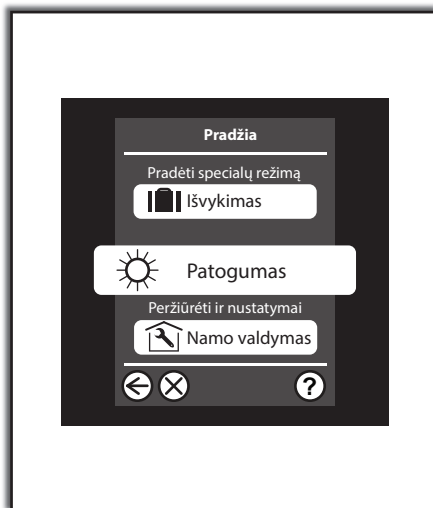 Pradžia
Pradėti specialų režimą
Išvykimas
Patogumas
Peržiūrėti ir nustatymai
Namo valdymas
?